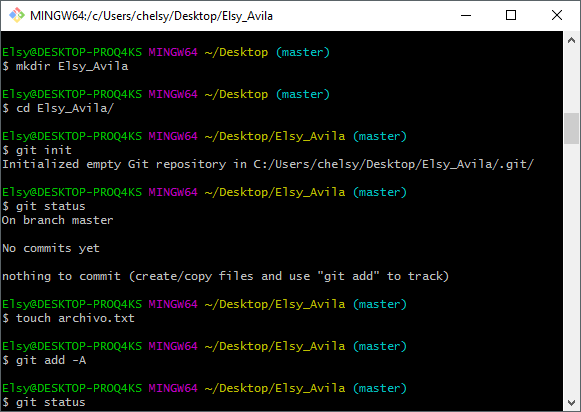 MINGW64:/c/Users/chelsy/Desktop/Elsy_Avila
Elsy@DESKTOP-PROQ4KS MINGW64 ~/Desktop (master)
$ mkdir Elsy_Avila
Elsy@DESKTOP-PROQ4KS MINGW64 ~/Desktop (master)
$ cd Elsy_Avila/
Elsy@DESKTOP-PROQ4KS MINGW64 ~/Desktop/Elsy_Avila (master)
$ git init
Initialized empty Git repository in C:/Users/chelsy/Desktop/Elsy_Avila/.git/
Elsy@DESKTOP-PROQ4KS MINGW64 ~/Desktop/Elsy_Avila (master)
$ git status
On branch master
No commits yet
nothing to commit (create/copy files and use "git add" to track)
Elsy@DESKTOP-PROQ4KS MINGW64 ~/Desktop/Elsy_Avila (master)
$ touch archivo.txt
Elsy@DESKTOP-PROQ4KS MINGW64 ~/Desktop/Elsy_Avila (master)
$ git add -A
Elsy@DESKTOP-PROQ4KS MINGW64 ~/Desktop/Elsy_Avila (master)
$ git status